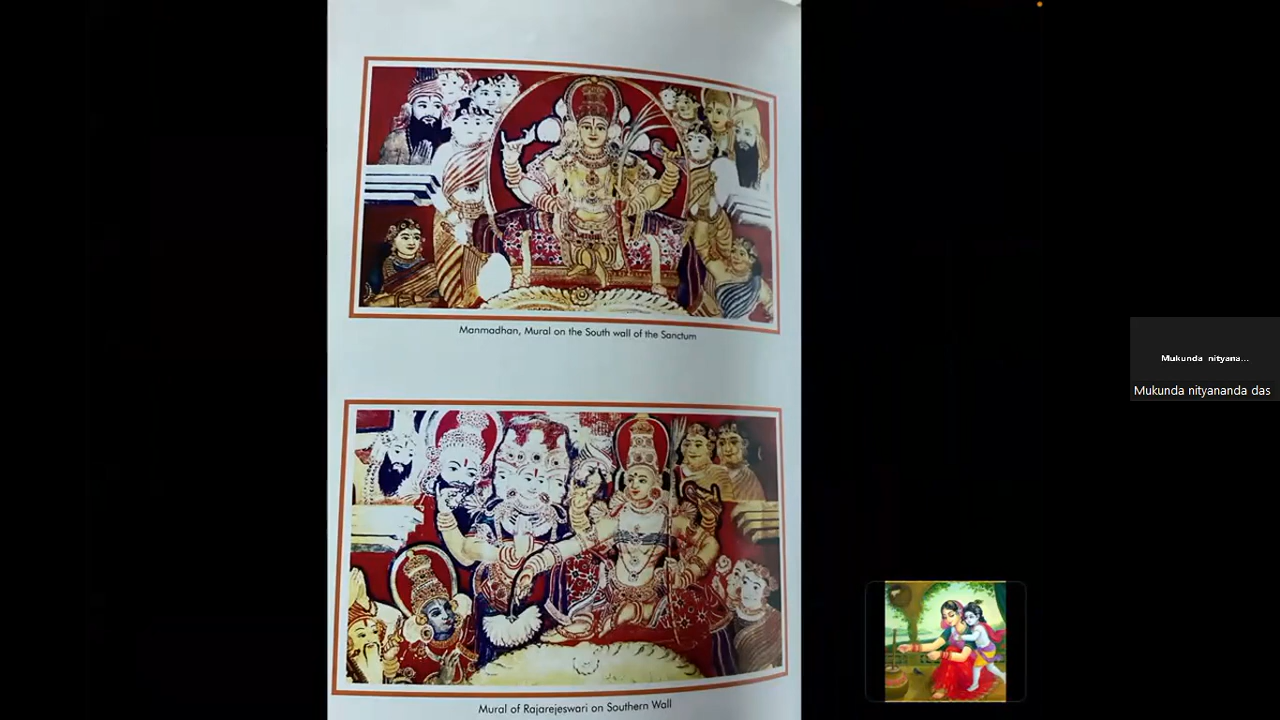 Manmadhan, Mural on the South wall of the Sanctum
Mural of Rajarejeswari on Southern Wall
Mukunda nityana...
Mukunda nityananda das